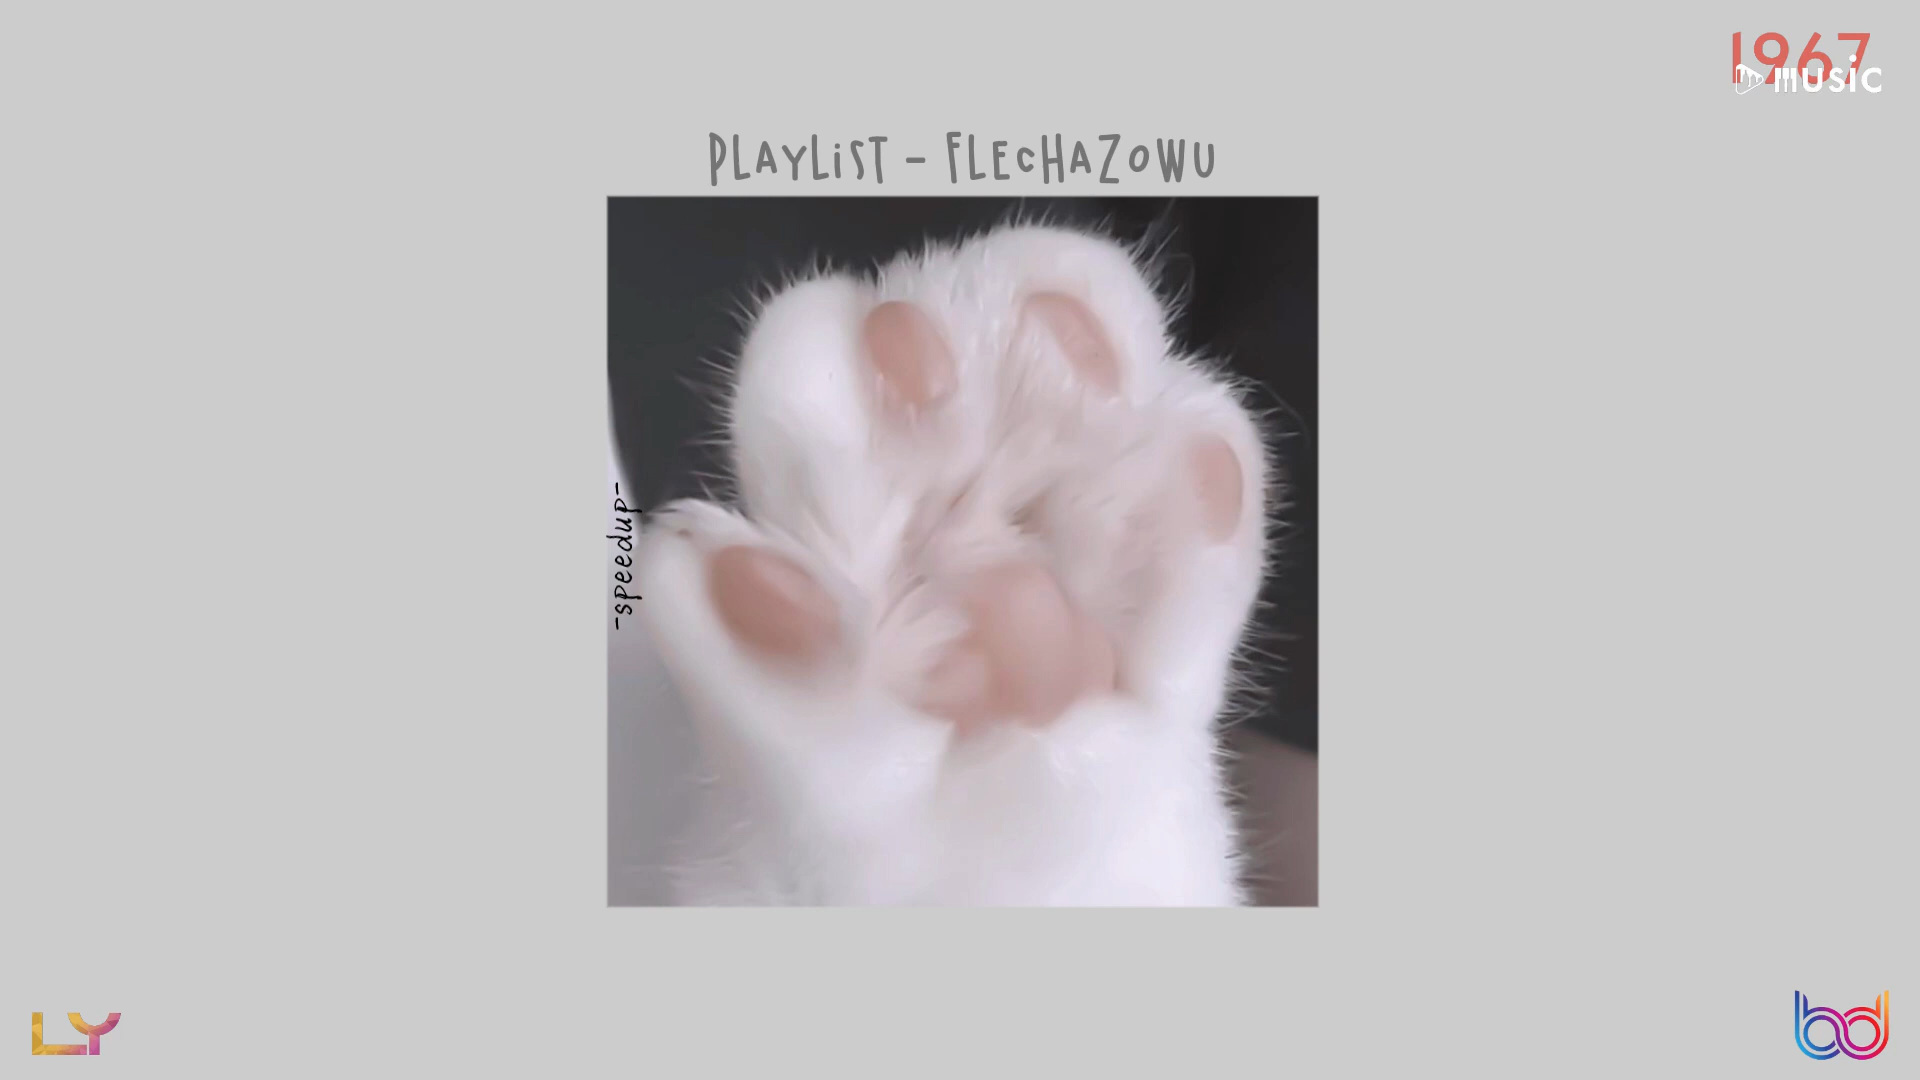 1967
music
PLAYLiST - FLEcHAZoWU
-speedup-
LY
bd